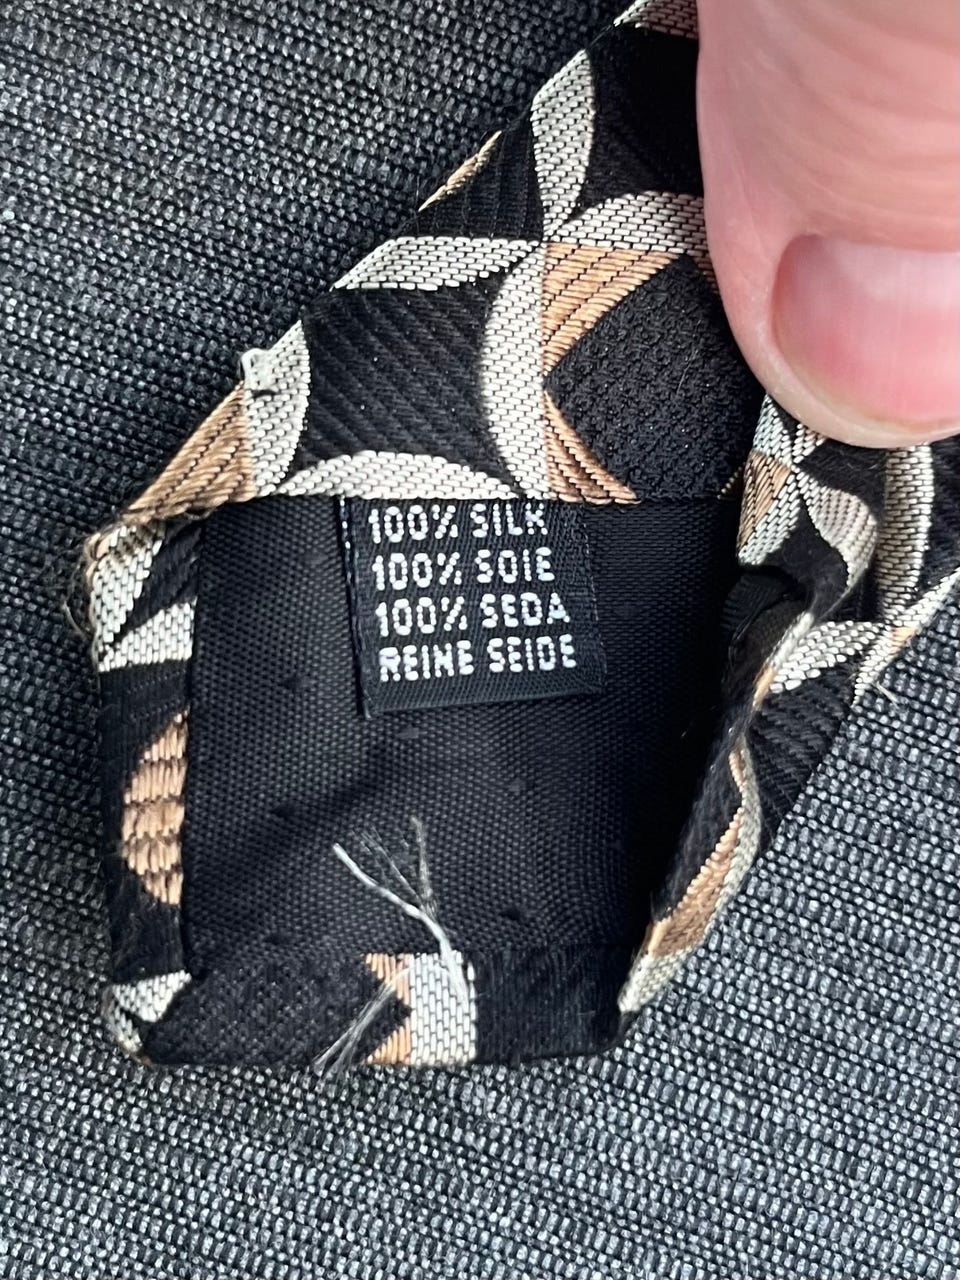 100% SILK
100% SOIE
100% SEDA
REINE SEIDE